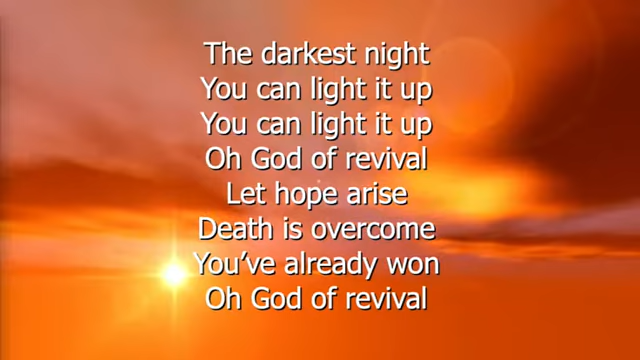 The darkest night
You can light it up
You can light it up
Oh God of revival
Let hope arise
Death is overcome
You’ve already won
Oh God of revival